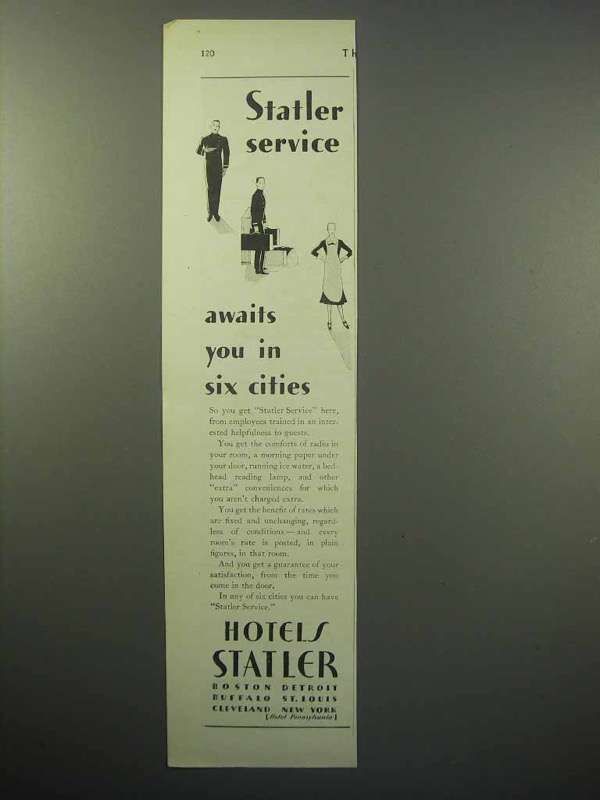 120
TH
Statler
service
awaits
you in
six cities
So you get "Statler Service" here,
from employees trained in an inter-
ested helpfulness to guests.
You get the comforts of radio in
your room, a morning paper under
your door, running ice water, a bed-
head reading lamp, and other
"extra" conveniences for which
you aren't charged extra.
You get the benefit of rates which
are fixed and unchanging, regard-
less of conditions—and every
room's rate is posted, in plain
figures, in that room.
And you get a guarantee of your
satisfaction, from the time you
come in the door.
In any of six cities you can have
"Statler Service."
HOTELS
STATLER
BOSTON DETROIT
BUFFALO ST. LOUIS
CLEVELAND NEW YORK
(Hotel Pennsylvania)